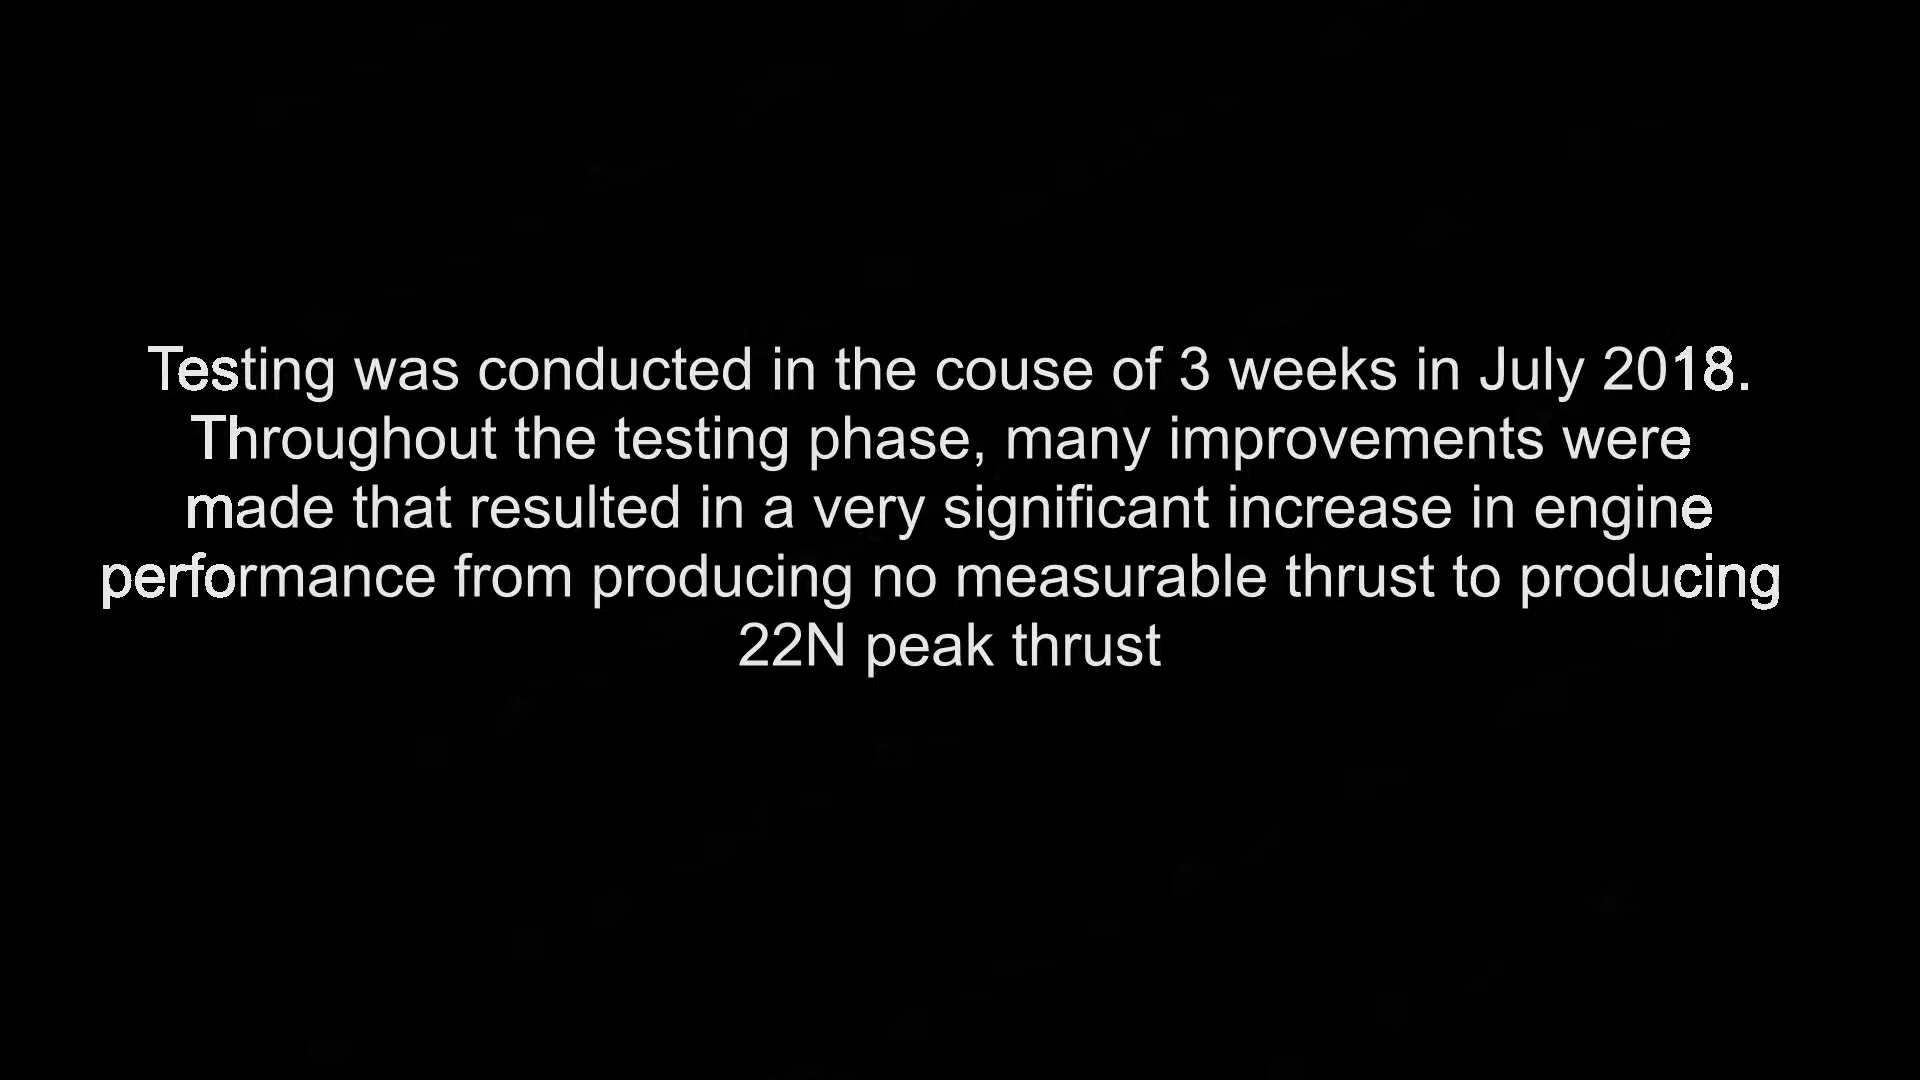 Testing was conducted in the couse of 3 weeks in July 2018.
Throughout the testing phase, many improvements were
made that resulted in a very significant increase in engine
performance from producing no measurable thrust to producing
22N peak thrust